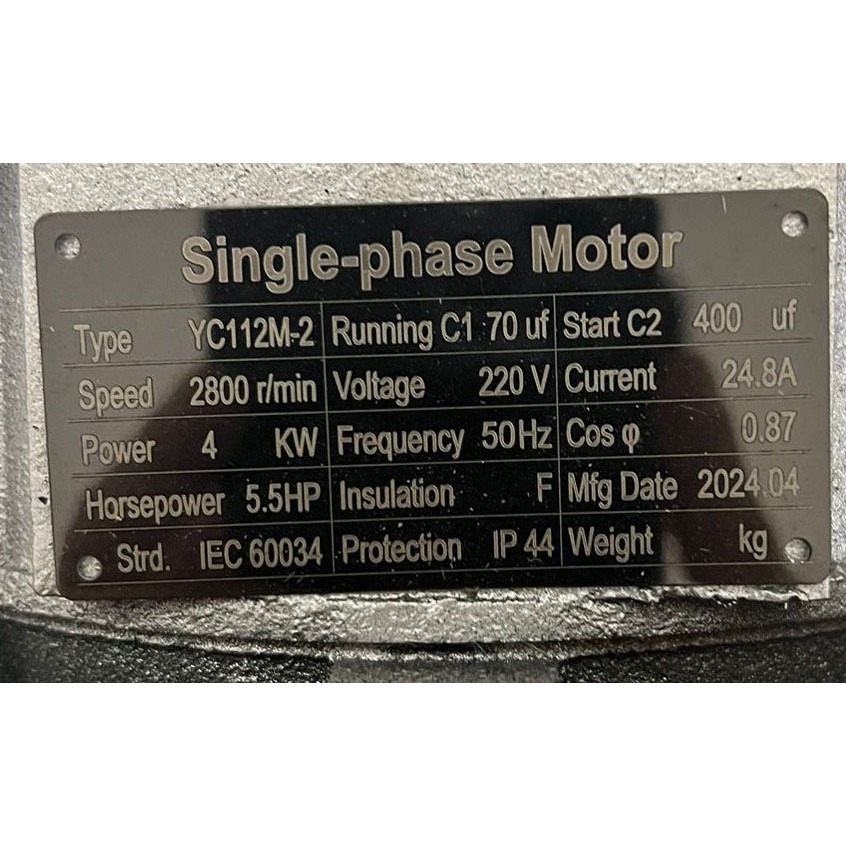 Single-phase Motor
Type YC112M-2 Running C1 70 uf Start C2 400 uf
Speed 2800 r/min Voltage 220 V Current 24.8A
Power 4 KW Frequency 50Hz Cos φ 0.87
Horsepower 5.5HP Insulation F Mfg Date 2024.04
Strd. IEC 60034 Protection IP 44 Weight kg